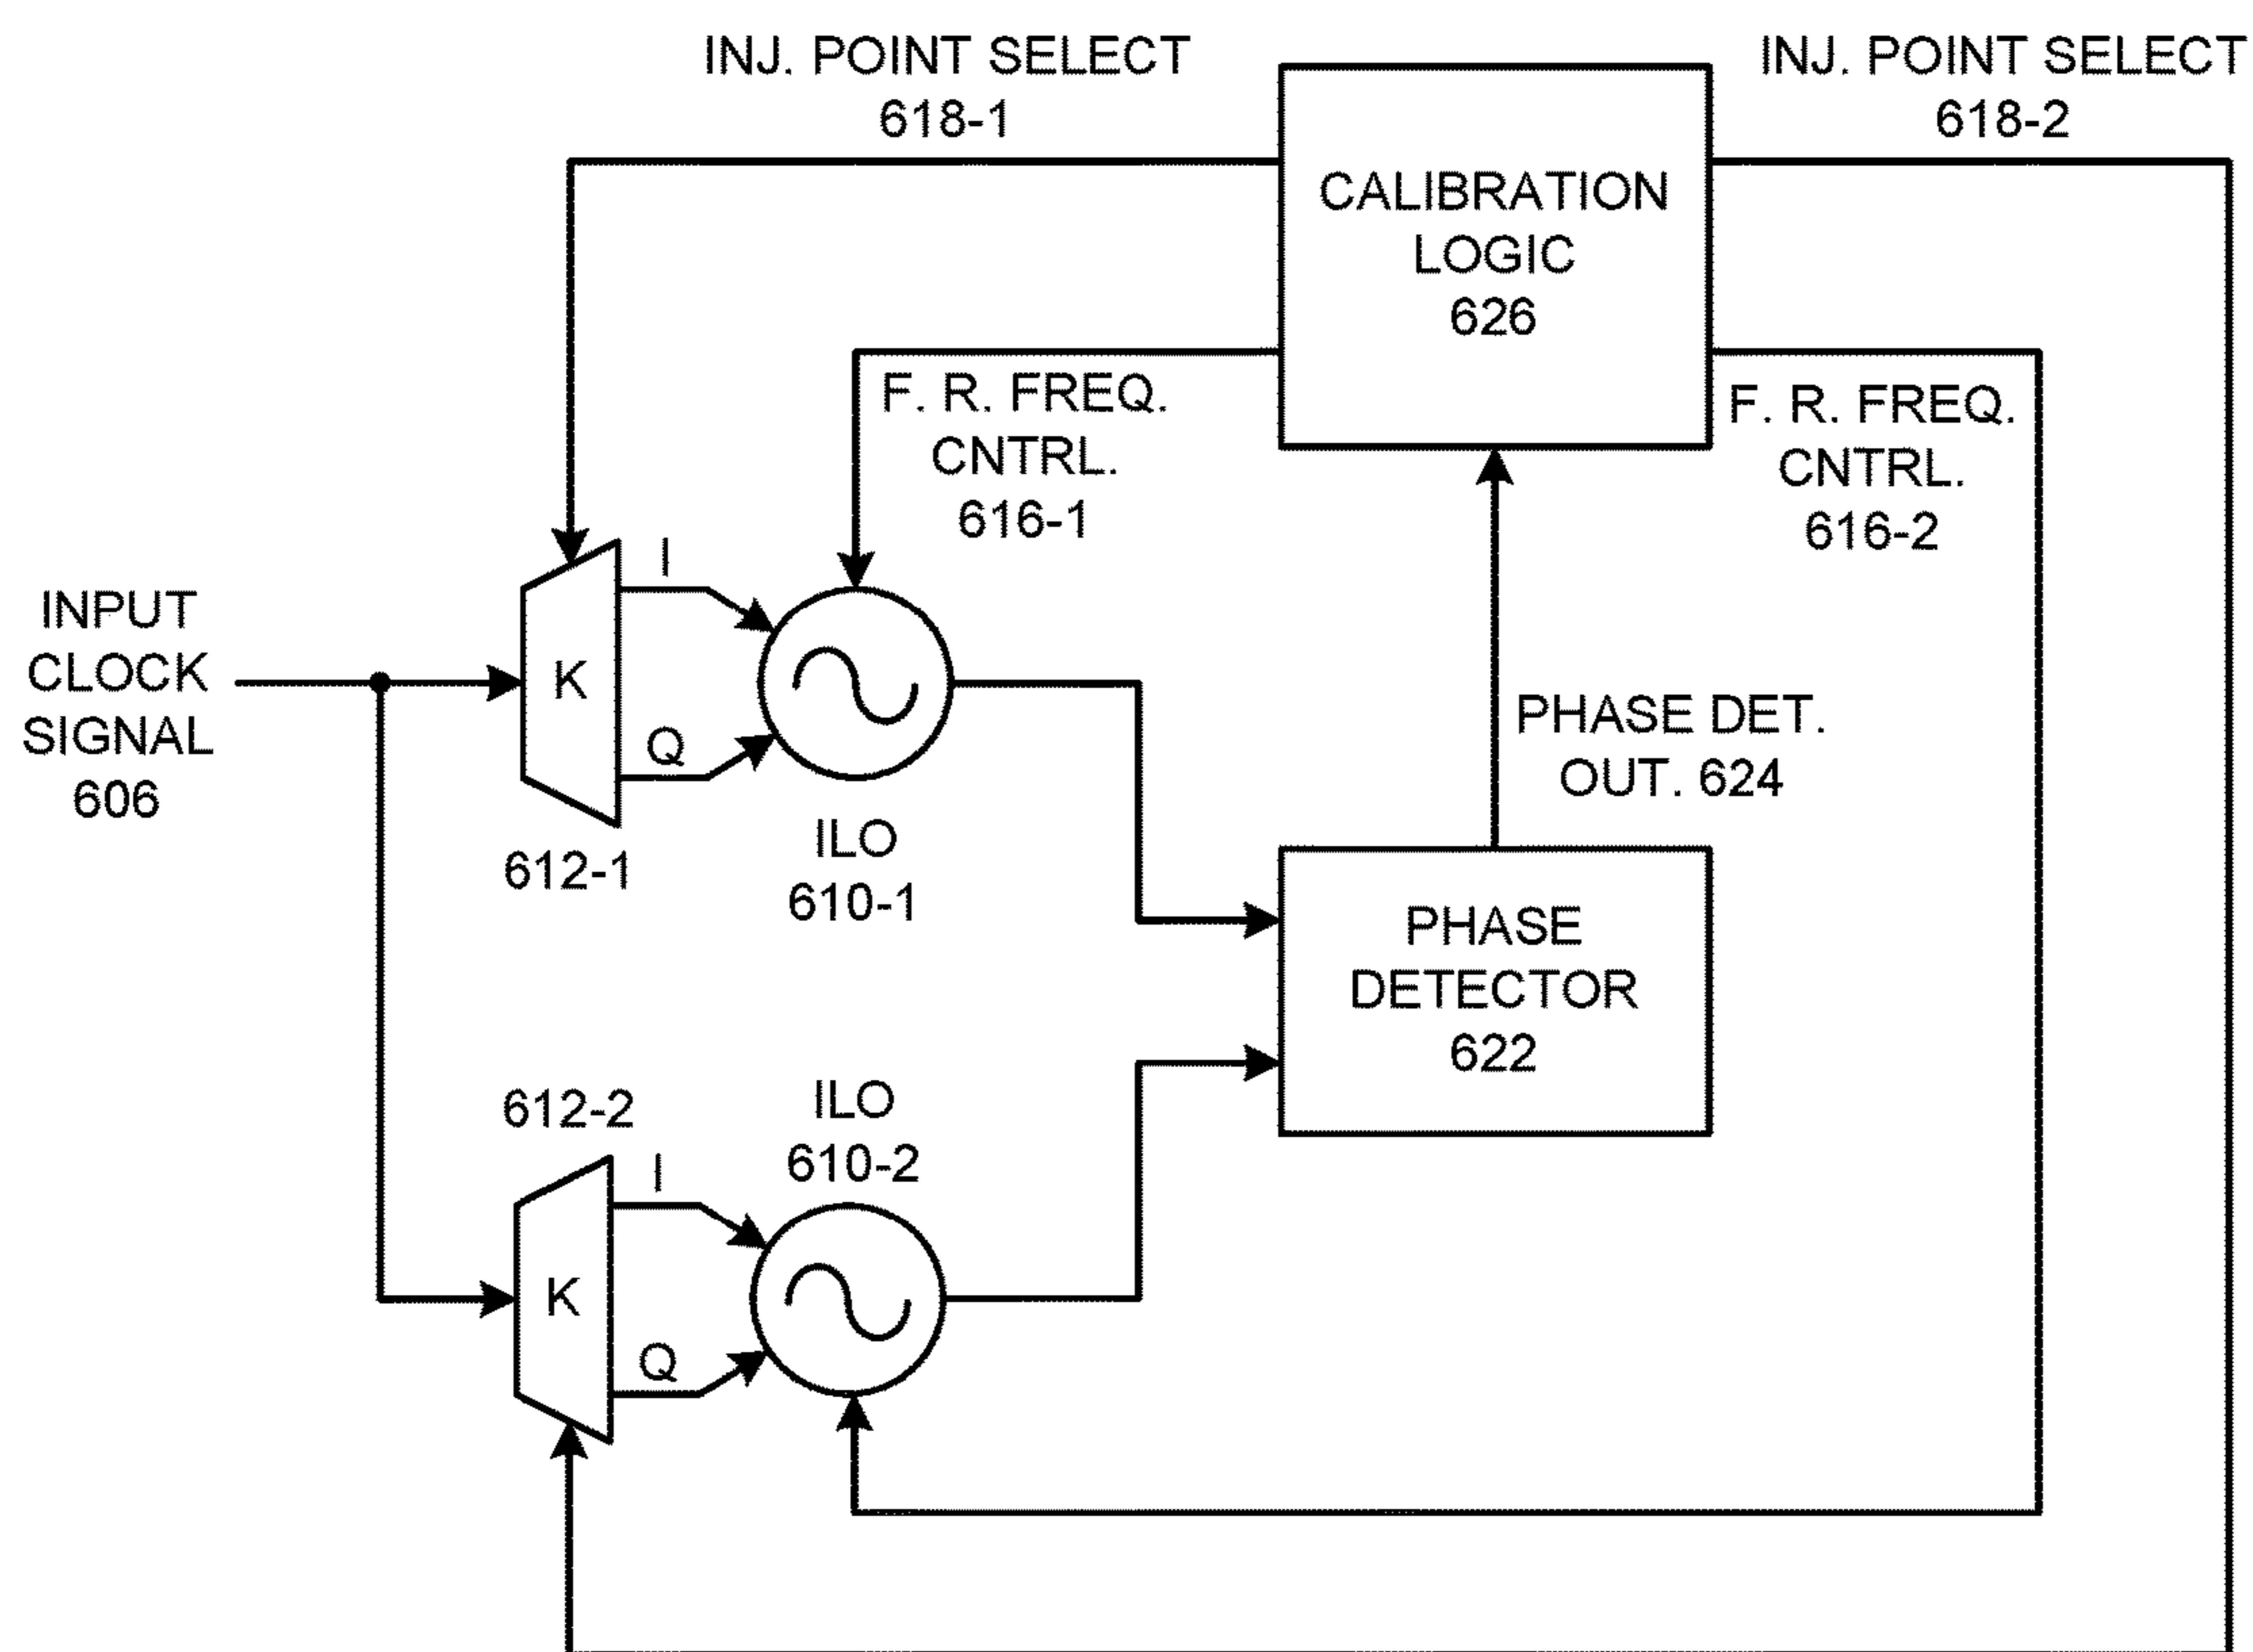 INJ. POINT SELECT
618-1
INJ. POINT SELECT
618-2
CALIBRATION
LOGIC
626
F. R. FREQ.
CNTRL.
616-1
F. R. FREQ.
CNTRL.
616-2
INPUT
CLOCK
SIGNAL
606
I
K
Q
612-1
ILO
610-1
PHASE DET.
OUT. 624
PHASE
DETECTOR
622
612-2
ILO
610-2
I
K
Q